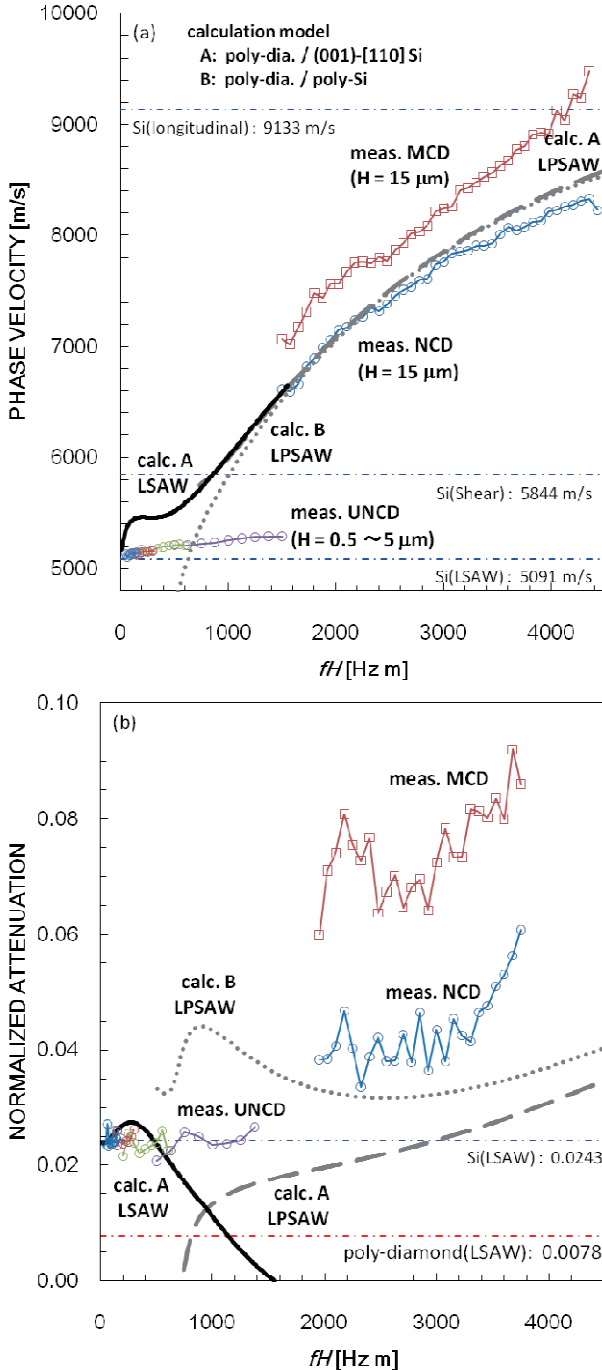 10000
(a)
calculation model
A: poly-dia. / (001)-[110] Si
B: poly-dia. / poly-Si
9000
Si(longitudinal) : 9133 m/s
meas. MCD
(H = 15 μm)
calc. A
LPSAW
8000
7000
meas. NCD
(H = 15 μm)
6000
calc. A
LSAW
calc. B
LPSAW
Si(Shear) : 5844 m/s
meas. UNCD
(H = 0.5 ~5 μm)
5000
Si(LSAW) : 5091 m/s
PHASE VELOCITY [m/s]
0 1000 2000 3000 4000
fH [Hz m]
0.10
(b)
meas. MCD
0.08
0.06
calc. B
LPSAW
meas. NCD
0.04
meas. UNCD
Si(LSAW) : 0.0243
0.02
calc. A
LSAW
calc. A
LPSAW
poly-diamond(LSAW): 0.0078
0.00
NORMALIZED ATTENUATION
0 1000 2000 3000 4000
fH [Hz m]